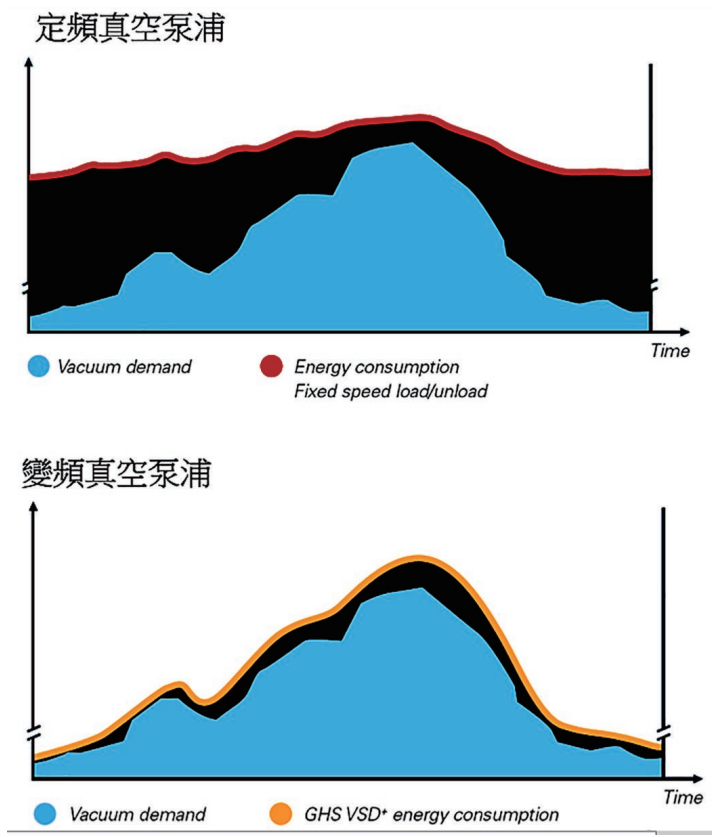 定頻真空泵浦
Time
Vacuum demand
Energy consumption
Fixed speed load/unload
變頻真空泵浦
Time
Vacuum demand
GHS VSD⁺ energy consumption